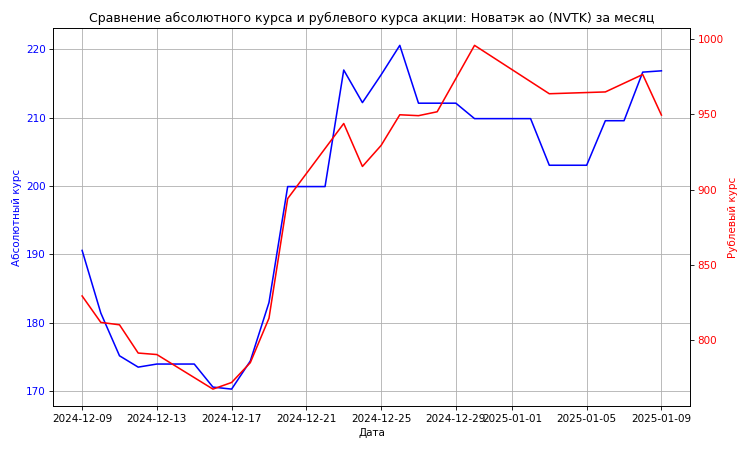 Сравнение абсолютного курса и рублевого курса акции: Новатэк ао (NVTK) за месяц
220
210
200
190
180
170
Абсолютный курс
1000
950
900
850
800
Рублевый курс
2024-12-09 2024-12-13 2024-12-17 2024-12-21 2024-12-25 2024-12-29 2025-01-01 2025-01-05 2025-01-09
Дата